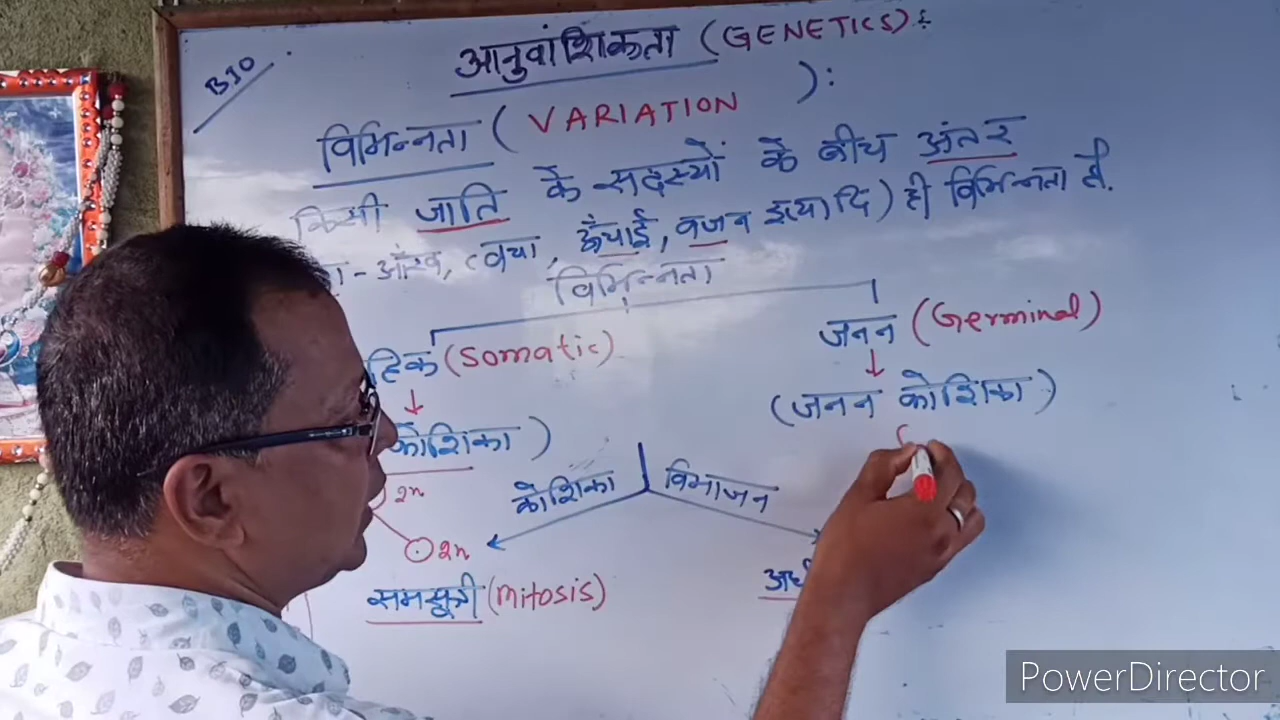 BIO
आनुवांशिकता (GENETICS):
विभिन्नता ( VARIATION ):
किसी जाति के सदस्यों के बीच अंतर
- आँख, त्वचा, ऊँचाई, वजन इत्यादि) ही विभिन्नता है.
विभिन्नता
(Somatic)
जनन (Germinal)
कोशिका )
(जनन कोशिका)
कोशिका विभाजन
2n
2n
समसूत्री (Mitosis)
PowerDirector